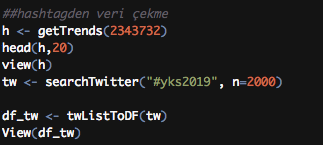 ##hashtagden veri çekme
h <- getTrends(2343732)
head(h,20)
view(h)
tw <- searchTwitter("#yks2019", n=2000)
df_tw <- twListToDF(tw)
View(df_tw)